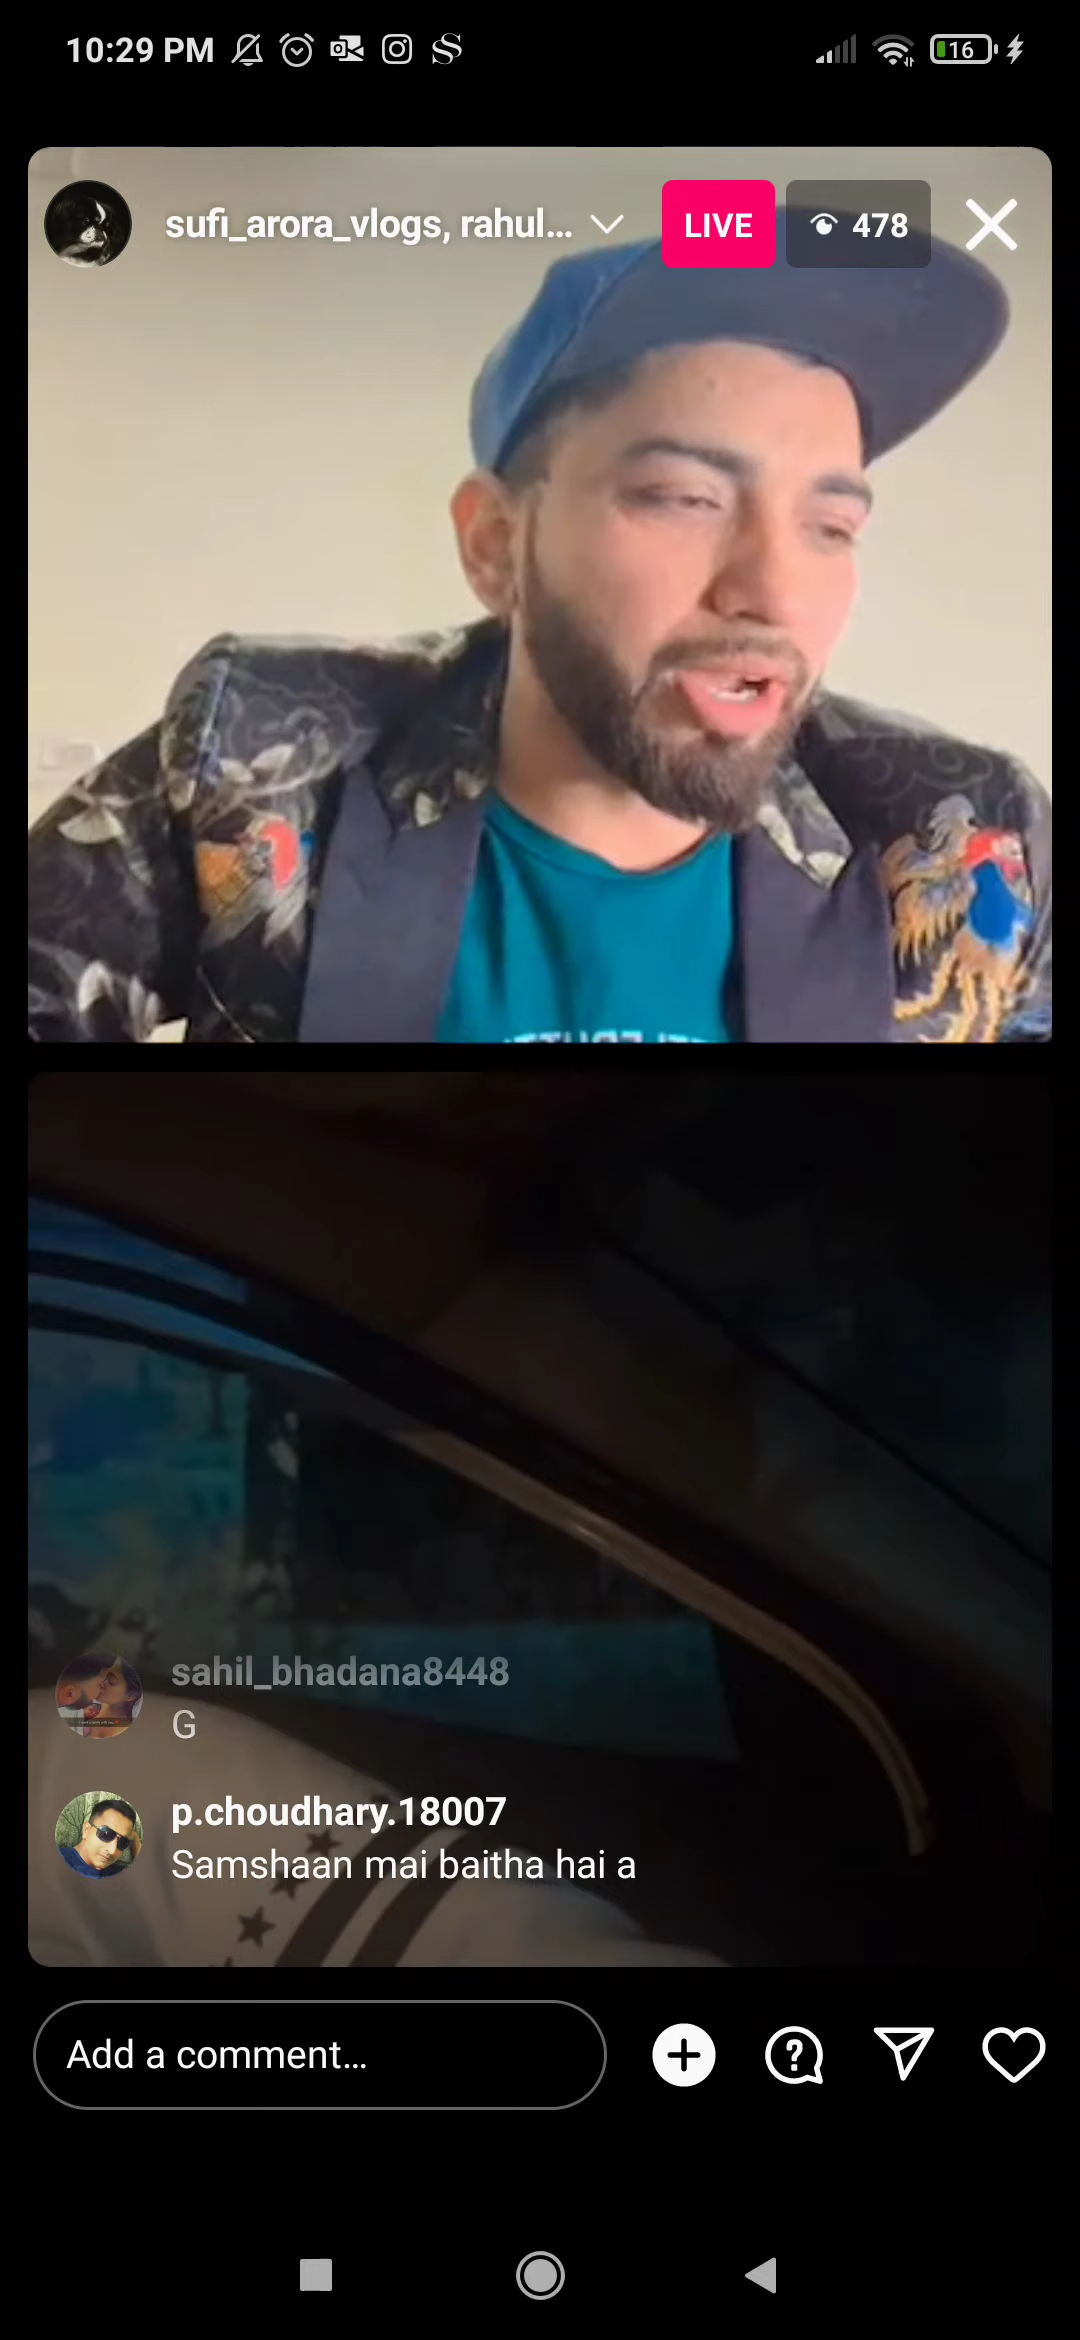 10:29 PM
16
sufi_arora_vlogs, rahul...
LIVE
478
sahil_bhadana8448
G
p.choudhary.18007
Samshaan mai baitha hai a
Add a comment...